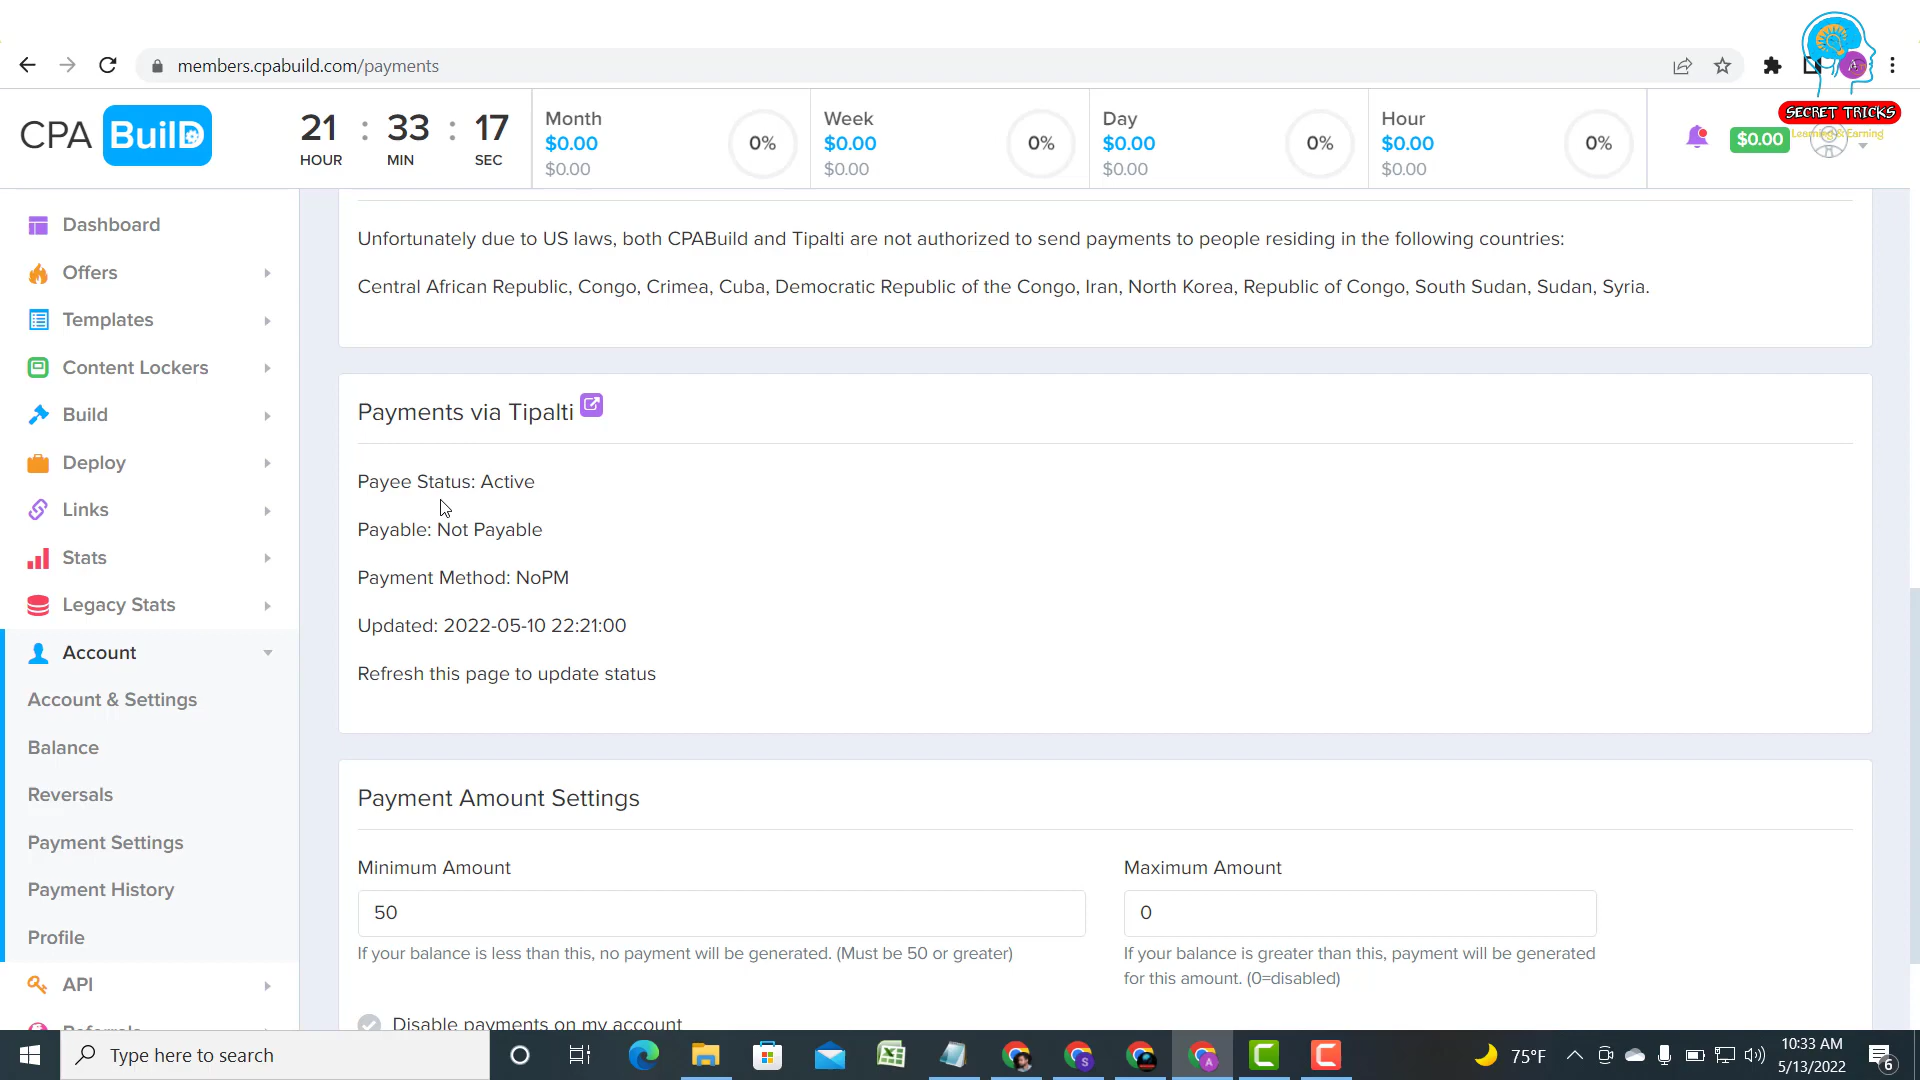 members.cpabuild.com/payments
SECRET TRICKS
Learning & Earning
CPA BuilD
21 : 33 : 17
HOUR MIN SEC
Month
$0.00
$0.00
0%
Week
$0.00
$0.00
0%
Day
$0.00
$0.00
0%
Hour
$0.00
$0.00
0%
$0.00
Dashboard
Offers
Templates
Content Lockers
Build
Deploy
Links
Stats
Legacy Stats
Account
Account & Settings
Balance
Reversals
Payment Settings
Payment History
Profile
API
Referrals
Unfortunately due to US laws, both CPABuild and Tipalti are not authorized to send payments to people residing in the following countries:
Central African Republic, Congo, Crimea, Cuba, Democratic Republic of the Congo, Iran, North Korea, Republic of Congo, South Sudan, Sudan, Syria.
Payments via Tipalti
Payee Status: Active
Payable: Not Payable
Payment Method: NoPM
Updated: 2022-05-10 22:21:00
Refresh this page to update status
Payment Amount Settings
Minimum Amount
50
If your balance is less than this, no payment will be generated. (Must be 50 or greater)
Maximum Amount
0
If your balance is greater than this, payment will be generated
for this amount. (0=disabled)
Disable payments on my account
Type here to search
75°F
10:33 AM
5/13/2022
6